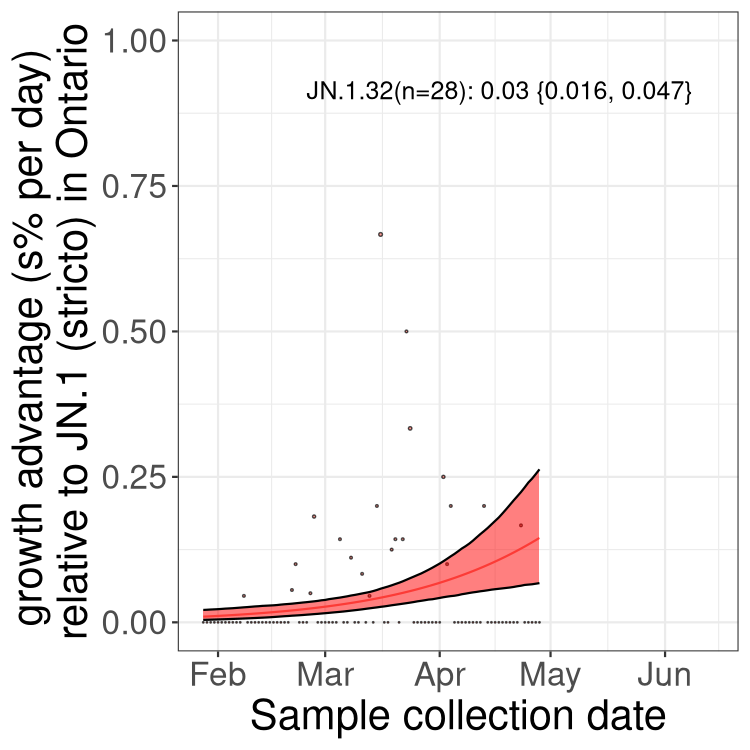 growth advantage (s% per day)
relative to JN.1 (stricto) in Ontario
1.00
0.75
0.50
0.25
0.00
JN.1.32(n=28): 0.03 {0.016, 0.047}
Feb Mar Apr May Jun
Sample collection date